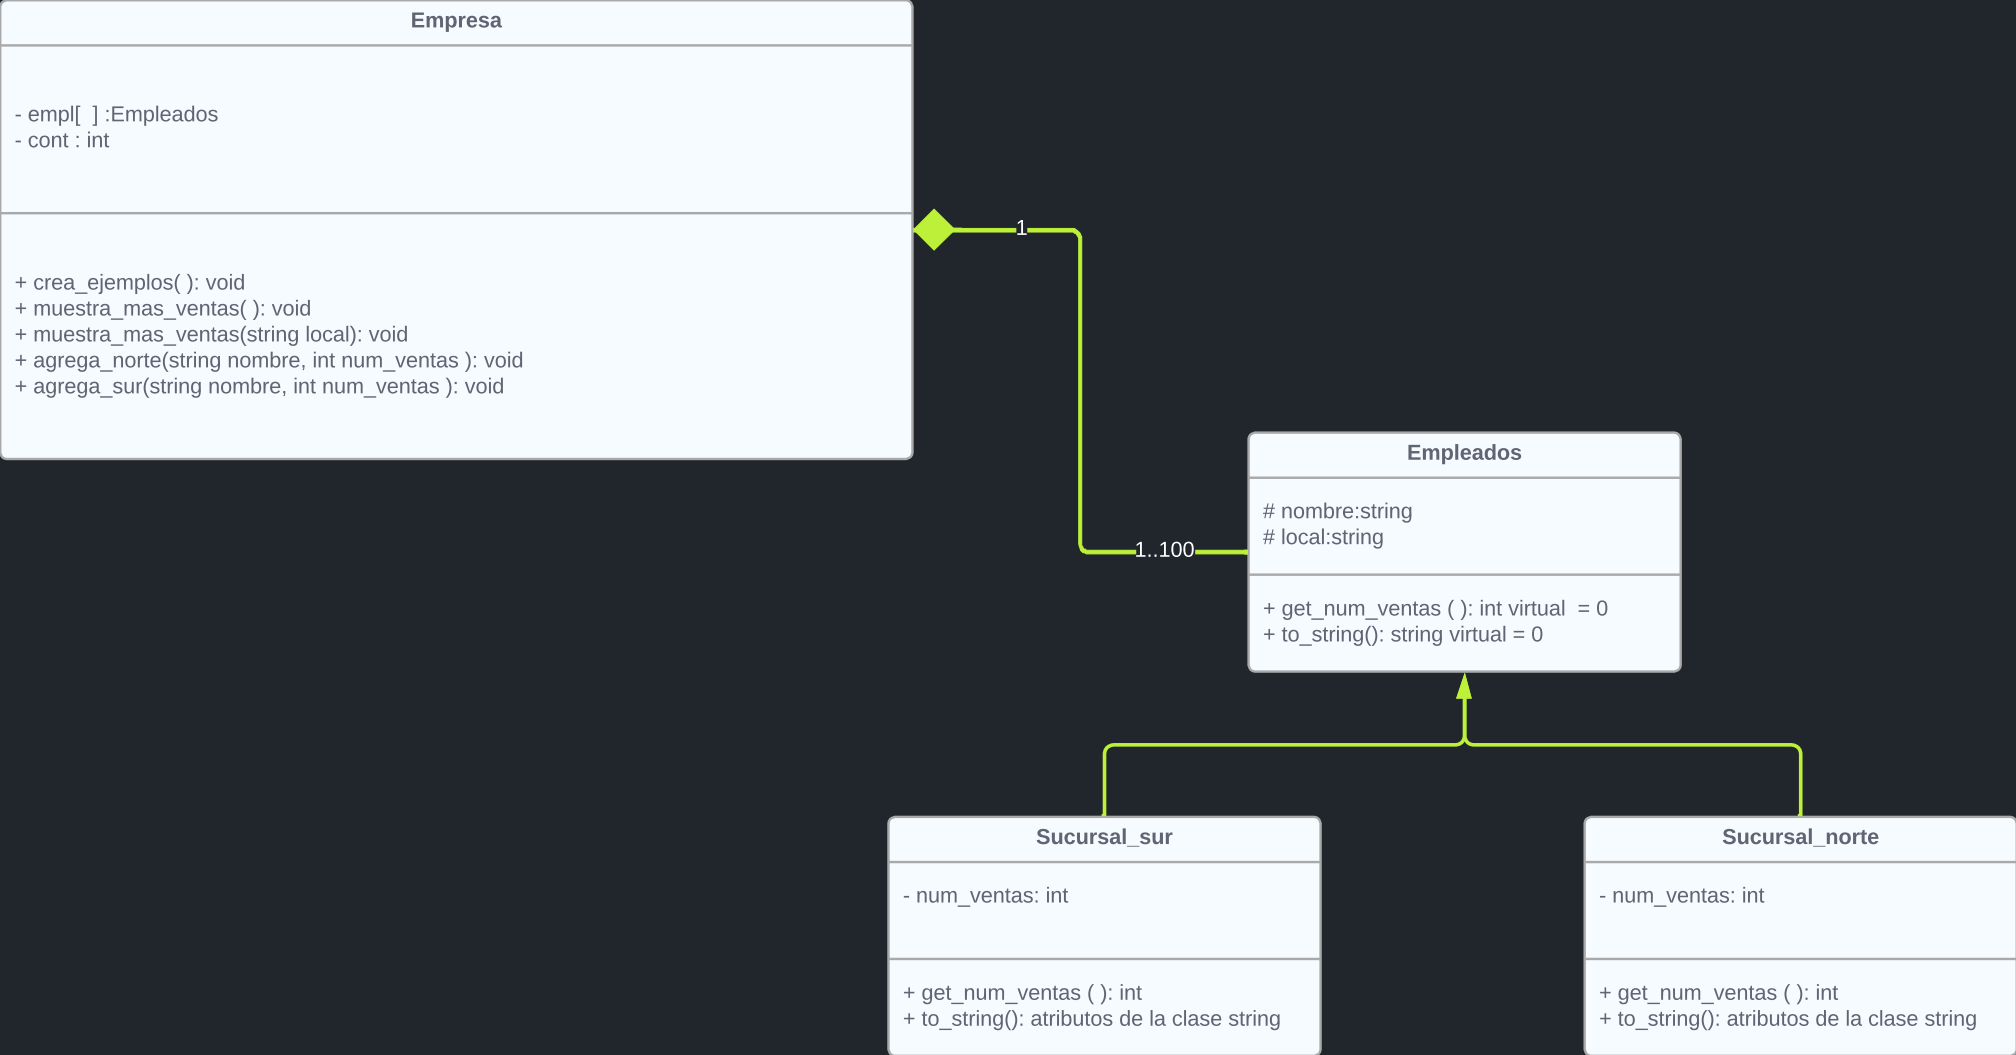 Empresa
- empl[  ] :Empleados
- cont : int
+ crea_ejemplos( ): void
+ muestra_mas_ventas( ): void
+ muestra_mas_ventas(string local): void
+ agrega_norte(string nombre, int num_ventas ): void
+ agrega_sur(string nombre, int num_ventas ): void
1
1..100
Empleados
# nombre:string
# local:string
+ get_num_ventas ( ): int virtual  = 0
+ to_string(): string virtual = 0
Sucursal_sur
- num_ventas: int
+ get_num_ventas ( ): int
+ to_string(): atributos de la clase string
Sucursal_norte
- num_ventas: int
+ get_num_ventas ( ): int
+ to_string(): atributos de la clase string